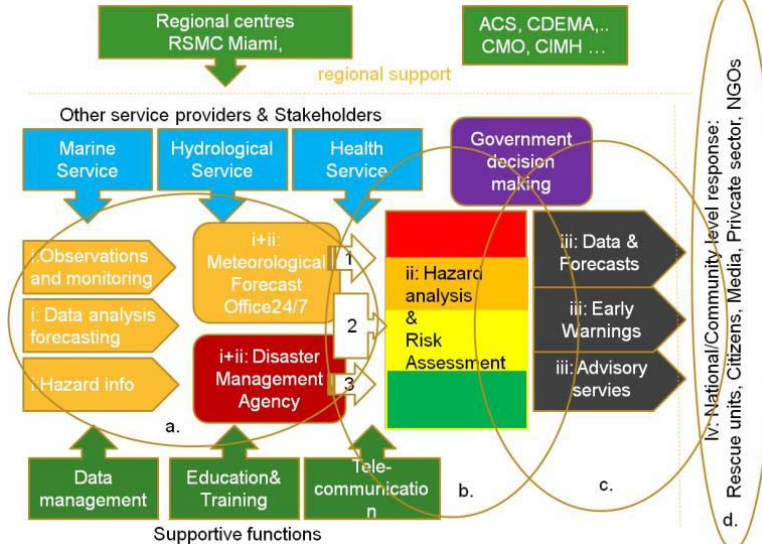 Regional centres
RSMC Miami,
ACS, CDEMA,..
CMO, CIMH ...
regional support
Other service providers & Stakeholders
Marine
Service
Hydrological
Service
Health
Service
Government
decision
making
i:Observations
and monitoring
i: Data analysis
forecasting
i:Hazard info
a.
i+ii:
Meteorological
Forecast
Office24/7
i+ii: Disaster
Management
Agency
1
2
3
ii: Hazard
analysis
&
Risk
Assessment
iii: Data &
Forecasts
iii: Early
Warnings
iii: Advisory
servies
b.
c.
d.
Data
management
Education&
Training
Tele-
communicatio
n
Supportive functions
Iv: National/Community level response:
Rescue units, Citizens, Media, Privcate sector, NGOs